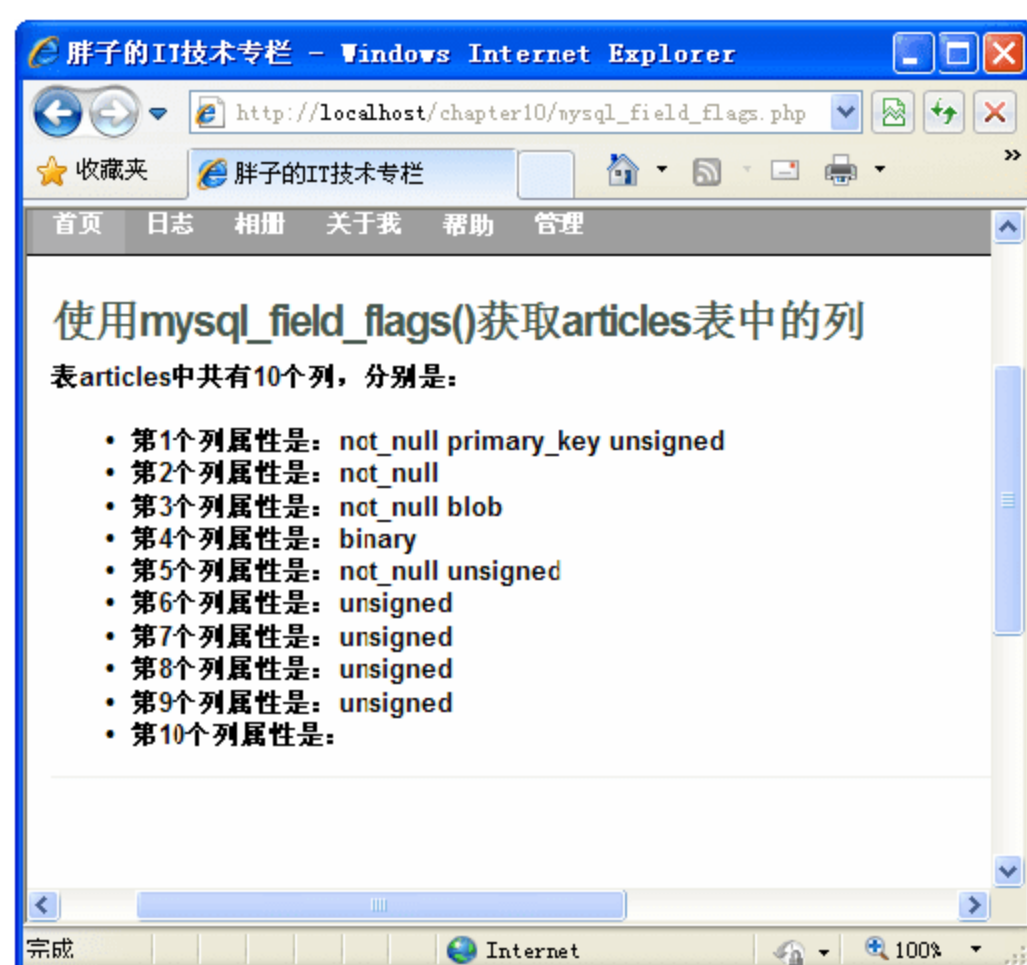 胖子的IT技术专栏 - Windows Internet Explorer
http://localhost/chapter10/mysql_field_flags.php
收藏夹 胖子的IT技术专栏 »
首页 日志 相册 关于我 帮助 管理
使用mysql_field_flags()获取articles表中的列
表articles中共有10个列，分别是：
• 第1个列属性是：not_null primary_key unsigned
• 第2个列属性是：not_null
• 第3个列属性是：not_null blob
• 第4个列属性是：binary
• 第5个列属性是：not_null unsigned
• 第6个列属性是：unsigned
• 第7个列属性是：unsigned
• 第8个列属性是：unsigned
• 第9个列属性是：unsigned
• 第10个列属性是：
完成 Internet 100%